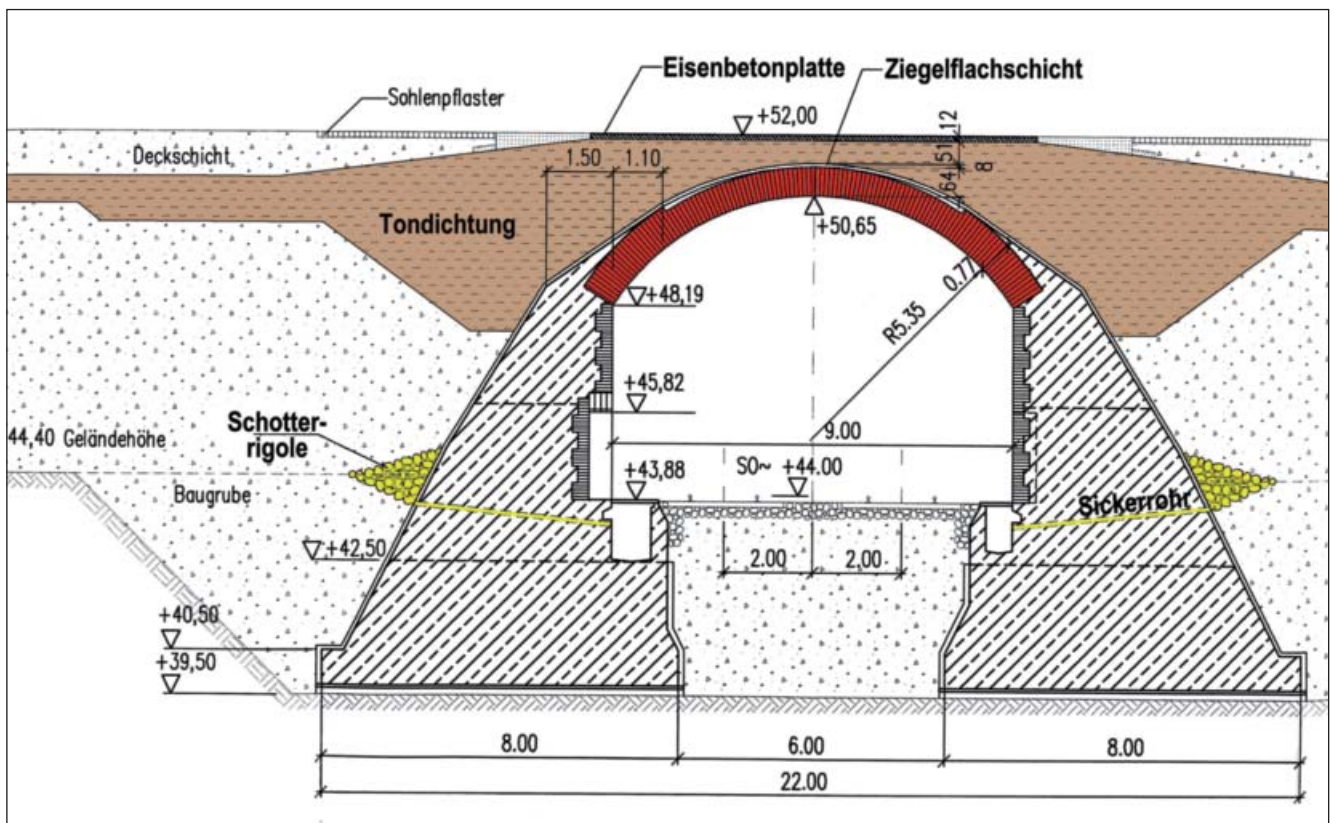 Eisenbetonplatte
Ziegelflachschicht
Sohlenpflaster
+52,00
12
Deckschicht
1.50
1.10
51
8
64
Tondichtung
+50,65
0.77
+48,19
R5.35
+45,82
Schotter-
rigole
9.00
44,40 Geländehöhe
SO~ +44.00
+43,88
Baugrube
Sickerrohr
+42,50
2.00
2.00
+40,50
+39,50
8.00
6.00
8.00
22.00